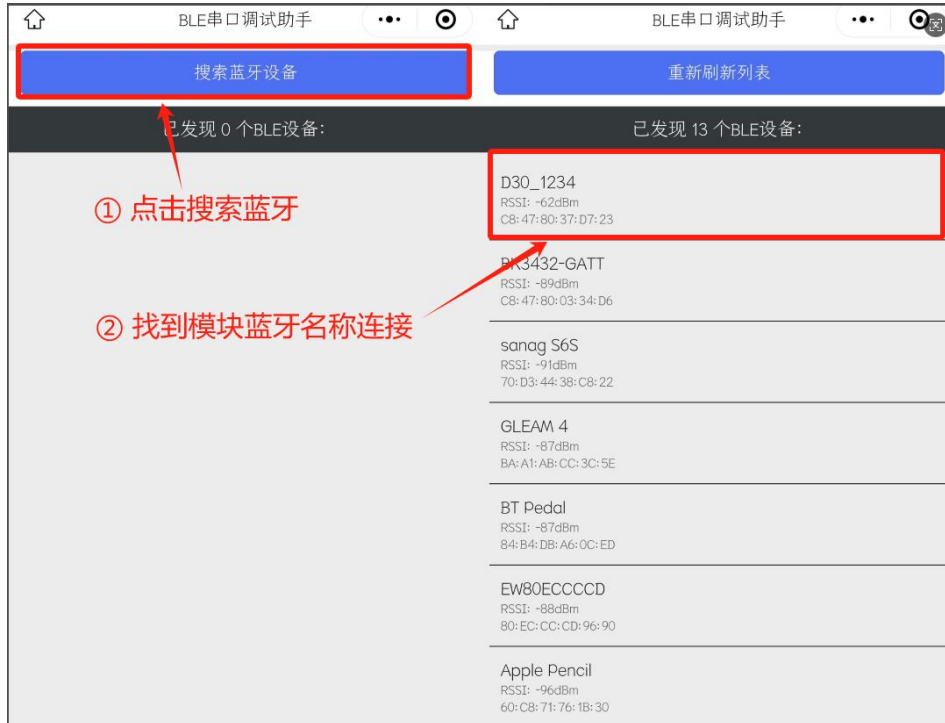 BLE串口调试助手
搜索蓝牙设备
已发现 0 个BLE设备:
① 点击搜索蓝牙
② 找到模块蓝牙名称连接
BLE串口调试助手
重新刷新列表
已发现 13 个BLE设备:
D30_1234
RSSI: -62dBm
C8:47:80:37:D7:23
BK3432-GATT
RSSI: -89dBm
C8:47:80:03:34:D6
sanag S6S
RSSI: -91dBm
70:D3:44:38:C8:22
GLEAM 4
RSSI: -87dBm
BA:A1:AB:CC:3C:5E
BT Pedal
RSSI: -87dBm
84:B4:DB:A6:0C:ED
EW80ECCCCD
RSSI: -88dBm
80:EC:CC:CD:96:90
Apple Pencil
RSSI: -96dBm
60:C8:71:76:1B:30